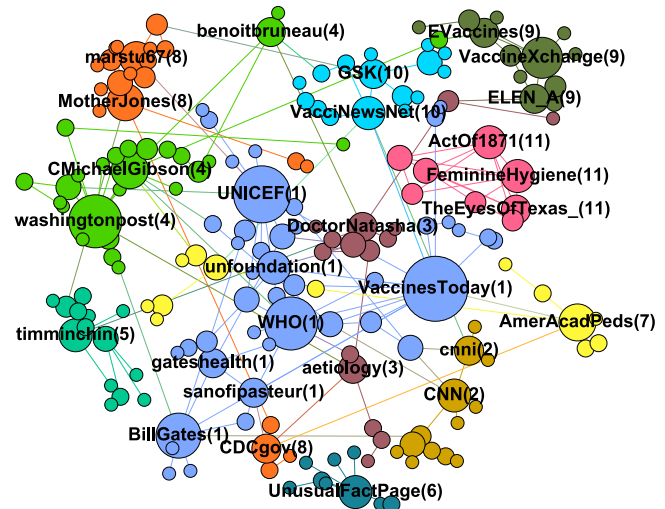 benoitbruneau(4)
EVaccines(9)
marstu67(8)
VaccineXchange(9)
GSK(10)
MotherJones(8)
ELEN_A(9)
VacciNewsNet(10)
ActOf1871(11)
CMichaelGibson(4)
FeminineHygiene(11)
UNICEF(1)
TheEyesOfTexas_(11)
washingtonpost(4)
DoctorNatasha(3)
unfoundation(1)
VaccinesToday(1)
WHO(1)
AmerAcadPeds(7)
timminchin(5)
cnni(2)
gateshealth(1)
aetiology(3)
sanofipasteur(1)
CNN(2)
BillGates(1)
CDCgov(8)
UnusualFactPage(6)